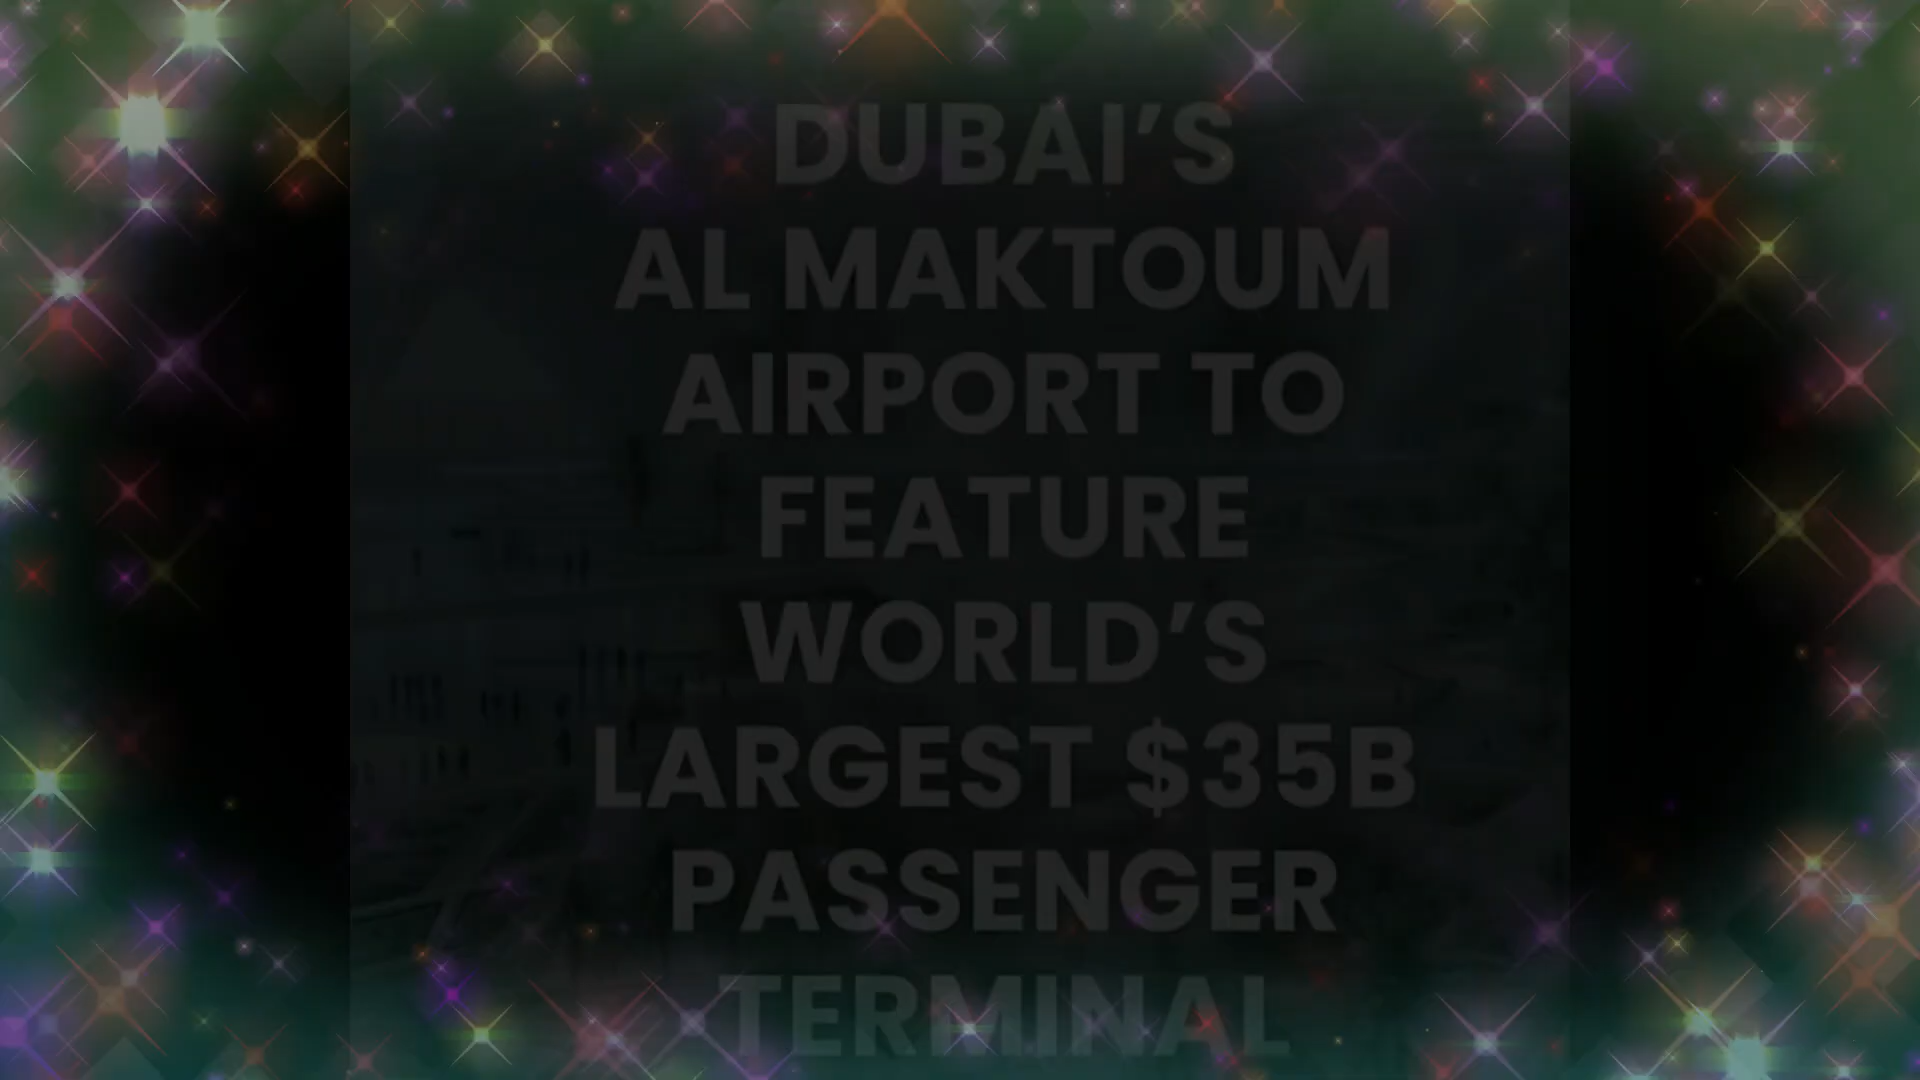 DUBAI’S
AL MAKTOUM
AIRPORT TO
FEATURE
WORLD’S
LARGEST $35B
PASSENGER
TERMINAL